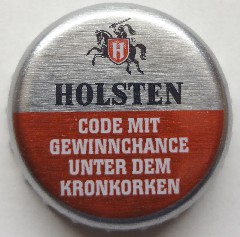 H
HOLSTEN
CODE MIT
GEWINNCHANCE
UNTER DEM
KRONKORKEN